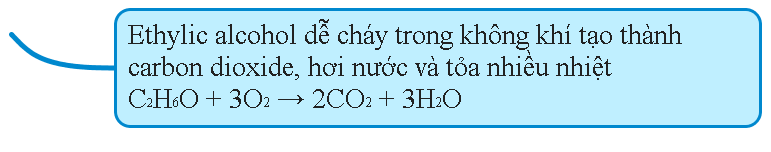 Ethylic alcohol dễ cháy trong không khí tạo thành
carbon dioxide, hơi nước và tỏa nhiều nhiệt
C₂H₆O + 3O₂ → 2CO₂ + 3H₂O